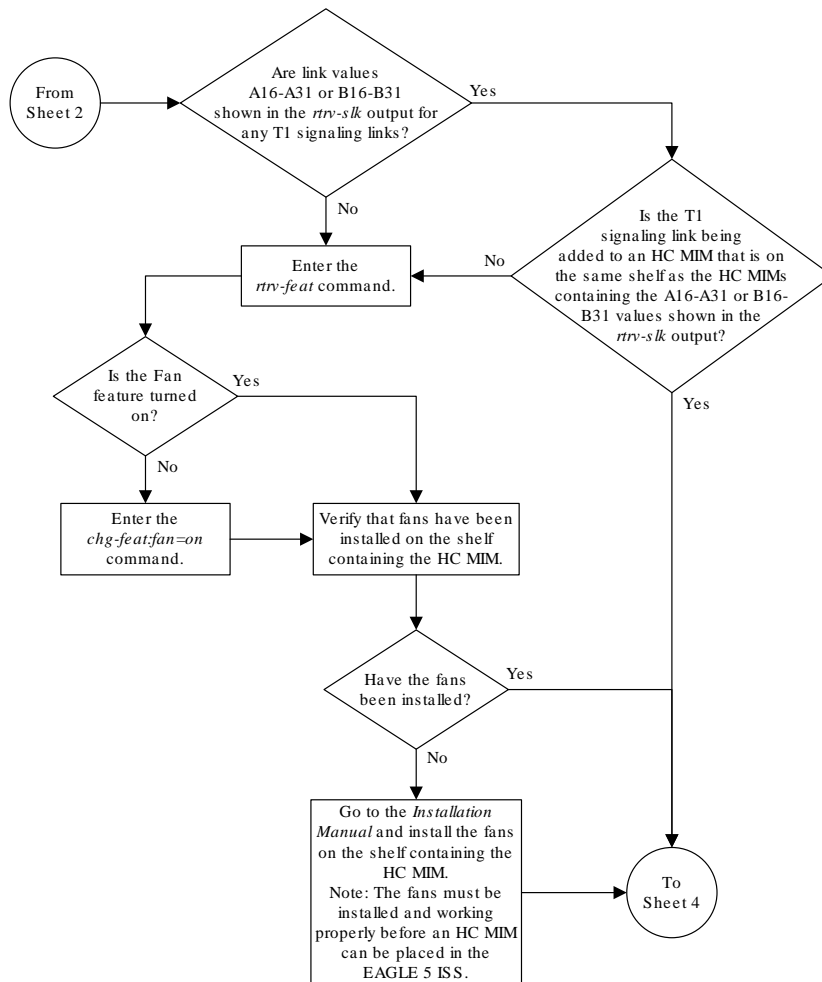 From
Sheet 2
Are link values
A16-A31 or B16-B31
shown in the rtrv-slk output for
any T1 signaling links?
Yes
No
Is the T1
signaling link being
added to an HC MIM that is on
the same shelf as the HC MIMs
containing the A16-A31 or B16-
B31 values shown in the
rtrv-slk output?
No
Yes
Enter the
rtrv-feat command.
Is the Fan
feature turned
on?
Yes
No
Enter the
chg-feat:fan=on
command.
Verify that fans have been
installed on the shelf
containing the HC MIM.
Have the fans
been installed?
Yes
No
Go to the Installation
Manual and install the fans
on the shelf containing the
HC MIM.
Note: The fans must be
installed and working
properly before an HC MIM
can be placed in the
EAGLE 5 ISS.
To
Sheet 4